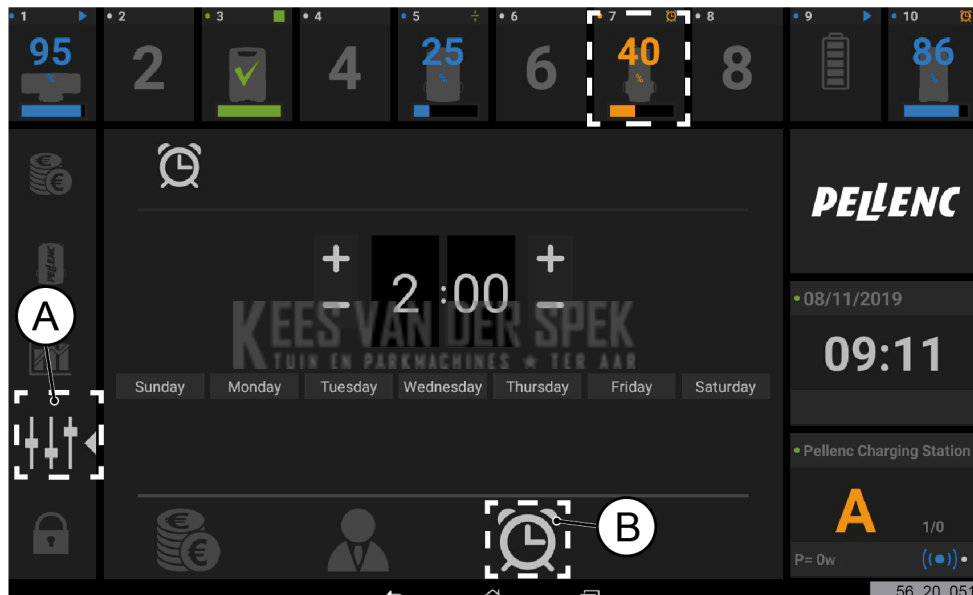 1 2 3 4 5 6 7 8 9 10
95 2 4 25 6 40 8 86
% % % %
PELLENC
PELLENC
08/11/2019
A
2 :00
KEES VAN DER SPEK
TUIN EN PARKMACHINES ★ TER AAR
09:11
Sunday Monday Tuesday Wednesday Thursday Friday Saturday
Pellenc Charging Station
B
A
1/0
P= 0w
56_20_051